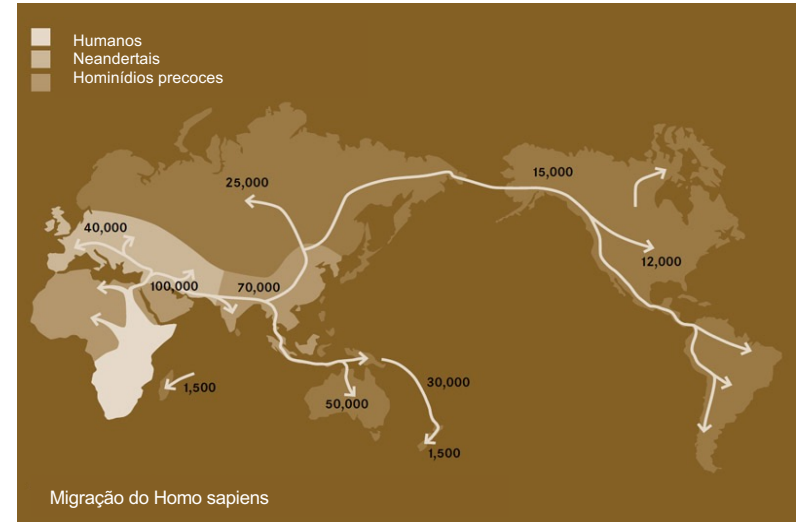 Humanos
Neandertais
Hominídios precoces
15,000
25,000
40,000
12,000
100,000
70,000
30,000
1,500
50,000
1,500
Migração do Homo sapiens